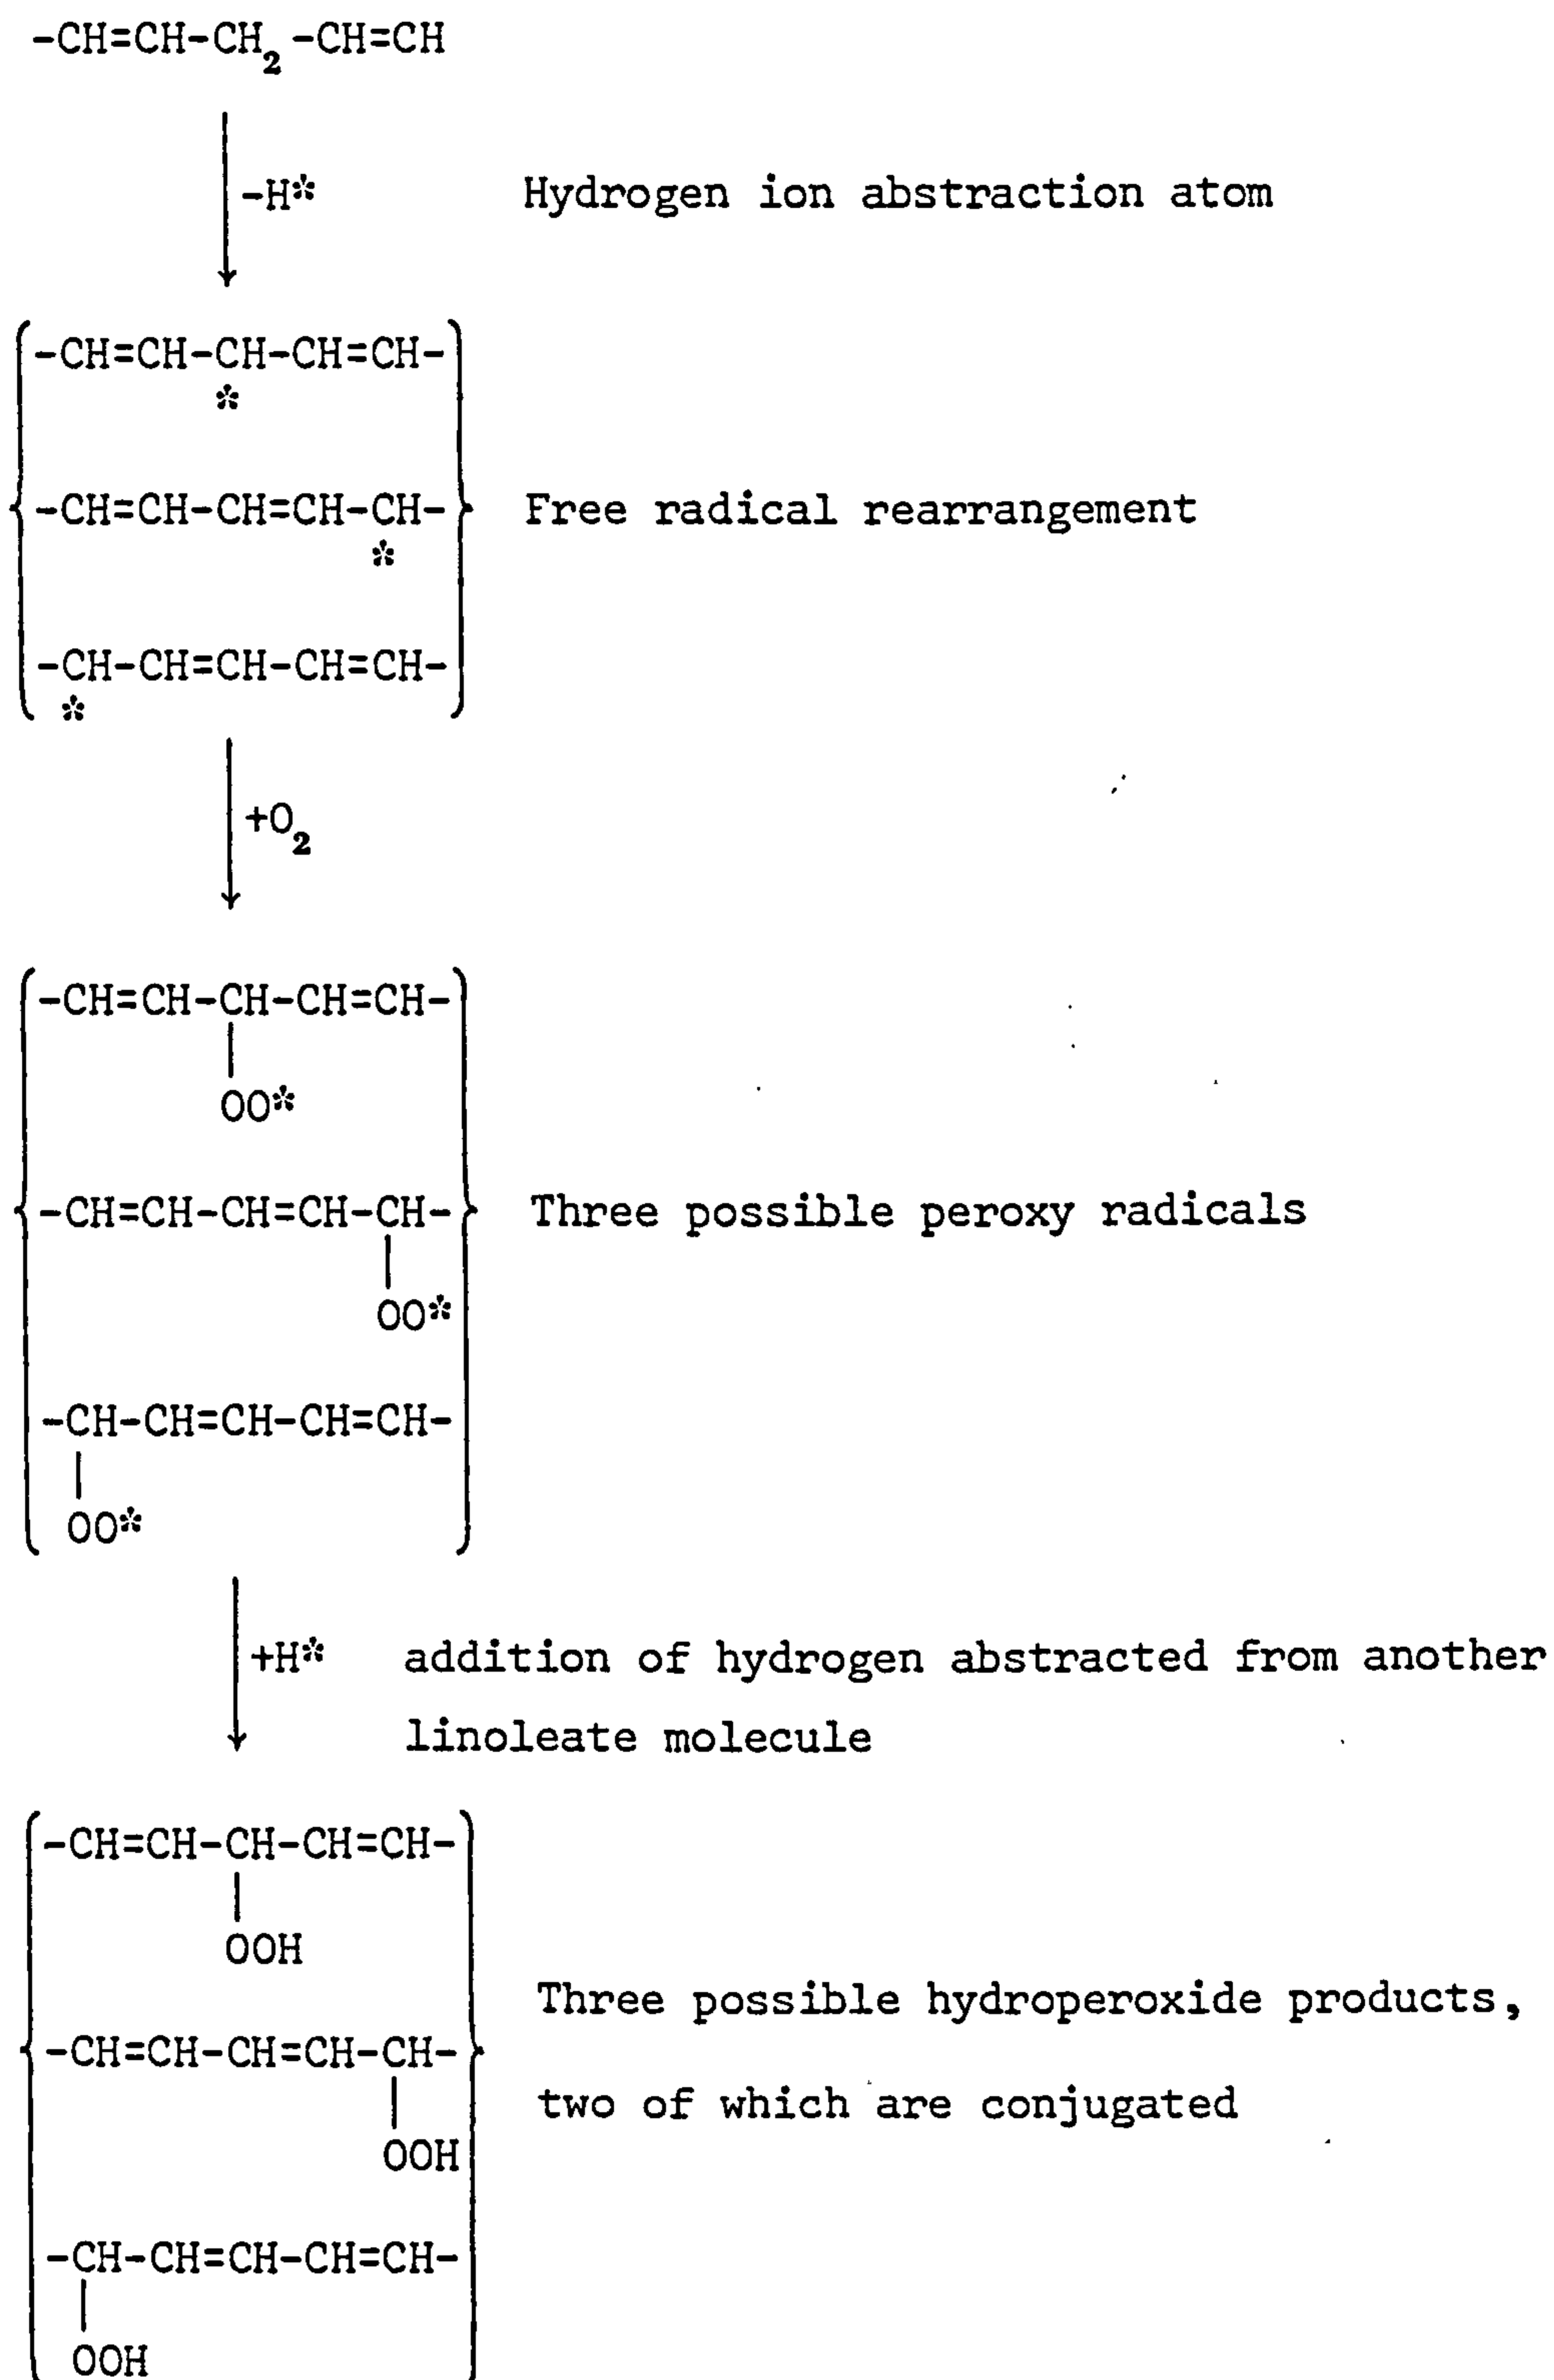 -CH=CH-CH₂-CH=CH
-H* Hydrogen ion abstraction atom
-CH=CH-CH-CH=CH-
*
-CH=CH-CH=CH-CH- Free radical rearrangement
*
-CH-CH=CH-CH=CH-
*
+O₂
-CH=CH-CH-CH=CH-
OO*
-CH=CH-CH=CH-CH- Three possible peroxy radicals
OO*
-CH-CH=CH-CH=CH-
OO*
+H* addition of hydrogen abstracted from another
linoleate molecule
-CH=CH-CH-CH=CH-
OOH
Three possible hydroperoxide products,
-CH=CH-CH=CH-CH-
two of which are conjugated
OOH
-CH-CH=CH-CH=CH-
OOH